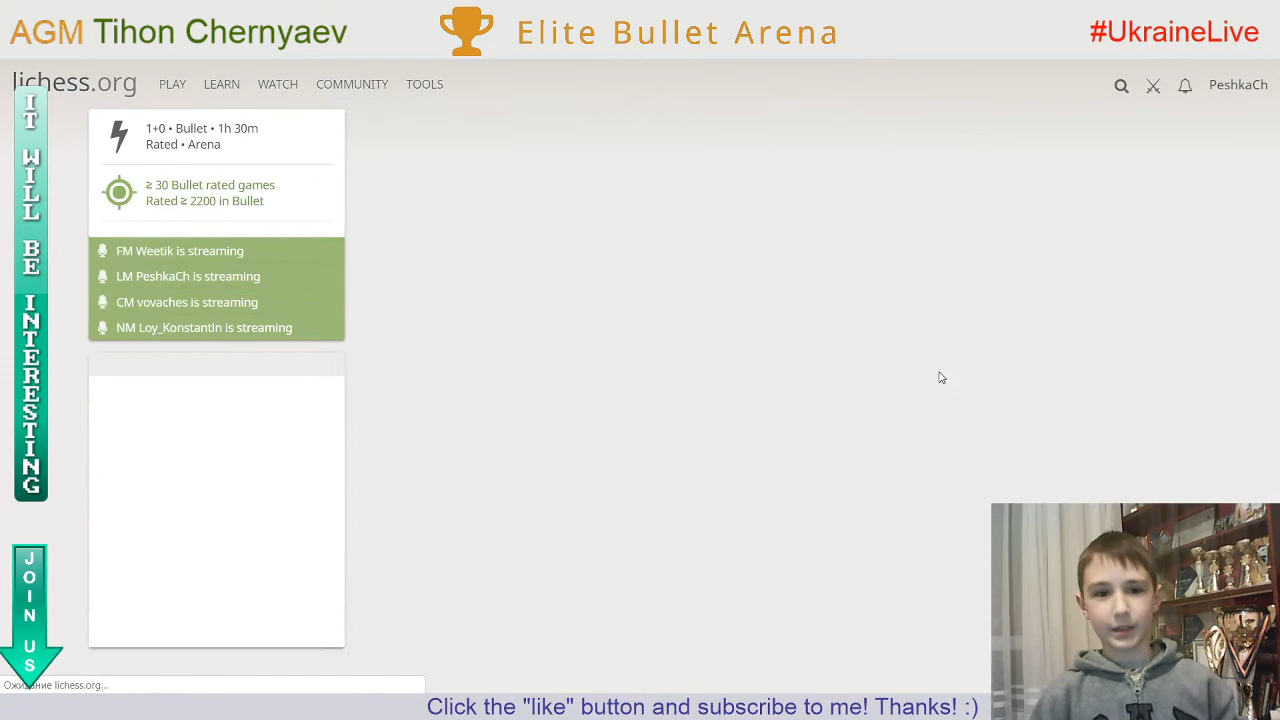 AGM Tihon Chernyaev
Elite Bullet Arena
#UkraineLive
lichess.org
PLAY LEARN WATCH COMMUNITY TOOLS
PeshkaCh
1+0 • Bullet • 1h 30m
Rated • Arena
≥ 30 Bullet rated games
Rated ≥ 2200 in Bullet
FM Weetik is streaming
LM PeshkaCh is streaming
CM vovaches is streaming
NM Loy_Konstantin is streaming
IT WILL BE INTERESTING
JOIN US
Ожидание lichess.org...
Click the "like" button and subscribe to me! Thanks! :)